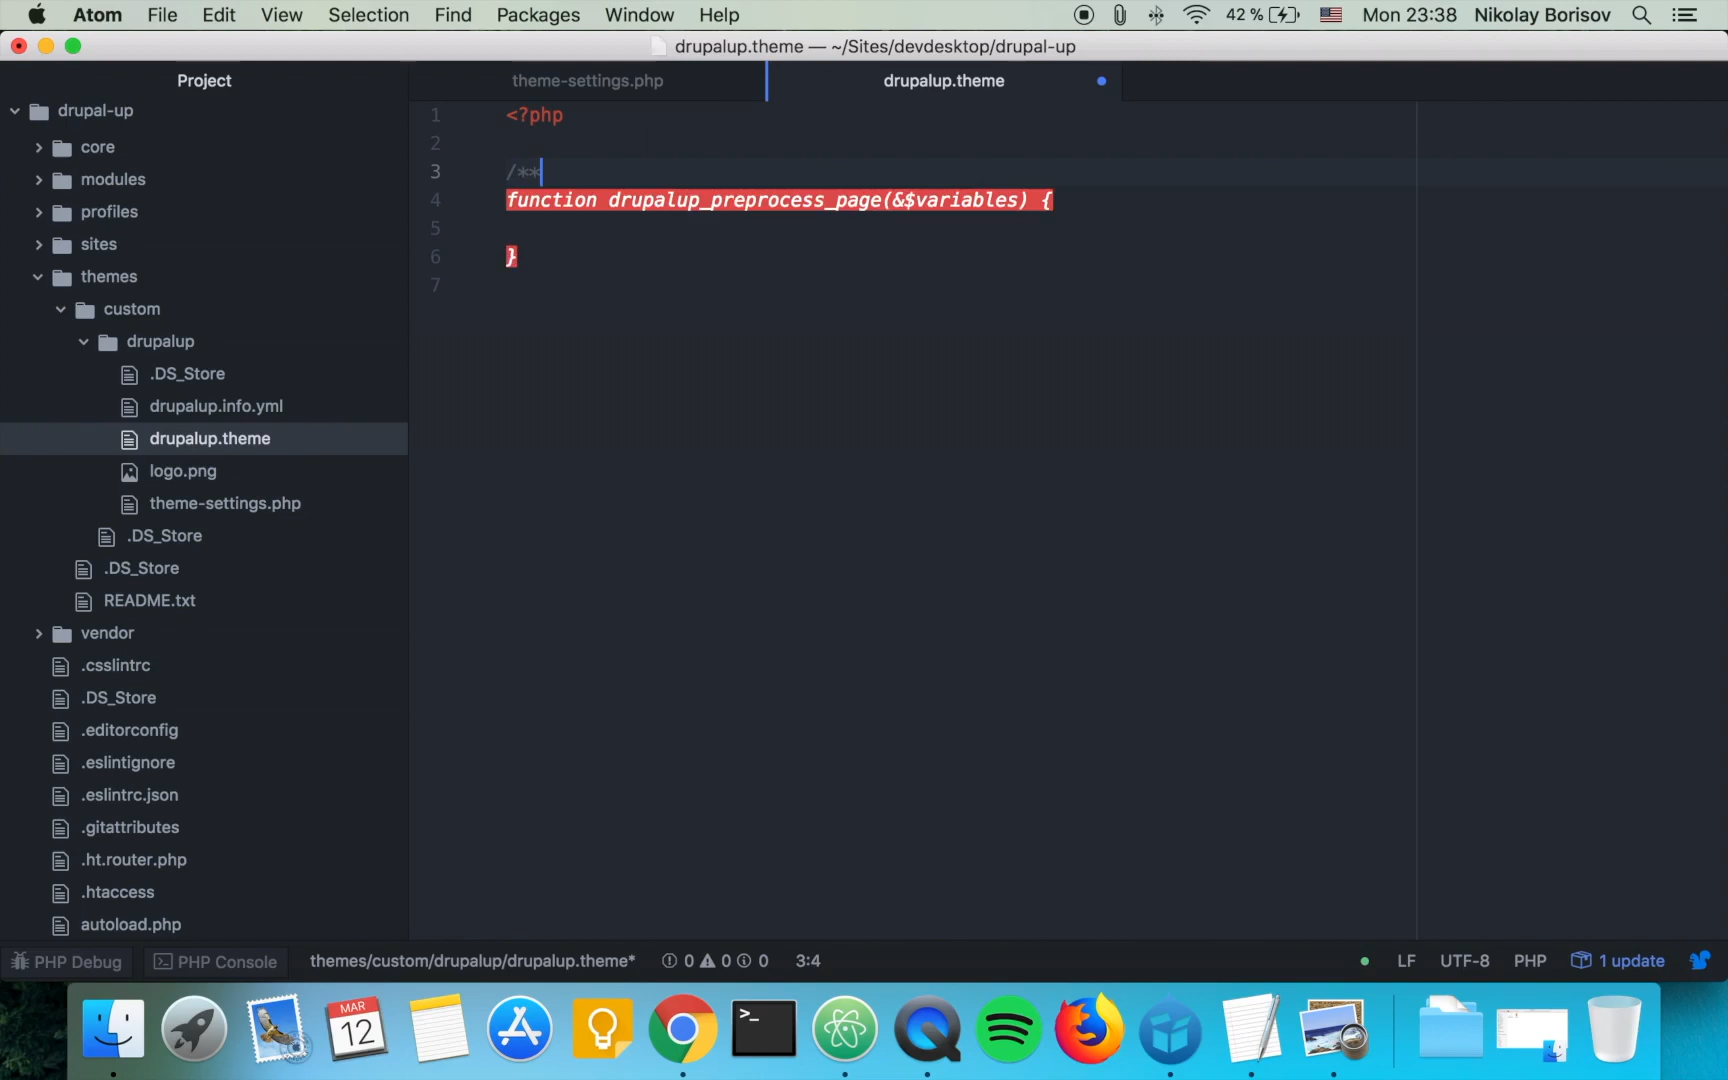 Atom File Edit View Selection Find Packages Window Help 42 % Mon 23:38 Nikolay Borisov
drupalup.theme — ~/Sites/devdesktop/drupal-up
Project
theme-settings.php
drupalup.theme
drupal-up
core
modules
profiles
sites
themes
custom
drupalup
.DS_Store
drupalup.info.yml
drupalup.theme
logo.png
theme-settings.php
.DS_Store
.DS_Store
README.txt
vendor
.csslintrc
.DS_Store
.editorconfig
.eslintignore
.eslintrc.json
.gitattributes
.ht.router.php
.htaccess
autoload.php
1 <?php
2
3 /**
4 function drupalup_preprocess_page(&$variables) {
5
6 }
7
PHP Debug PHP Console themes/custom/drupalup/drupalup.theme* 0 0 0 3:4 LF UTF-8 PHP 1 update
MAR
12
>_